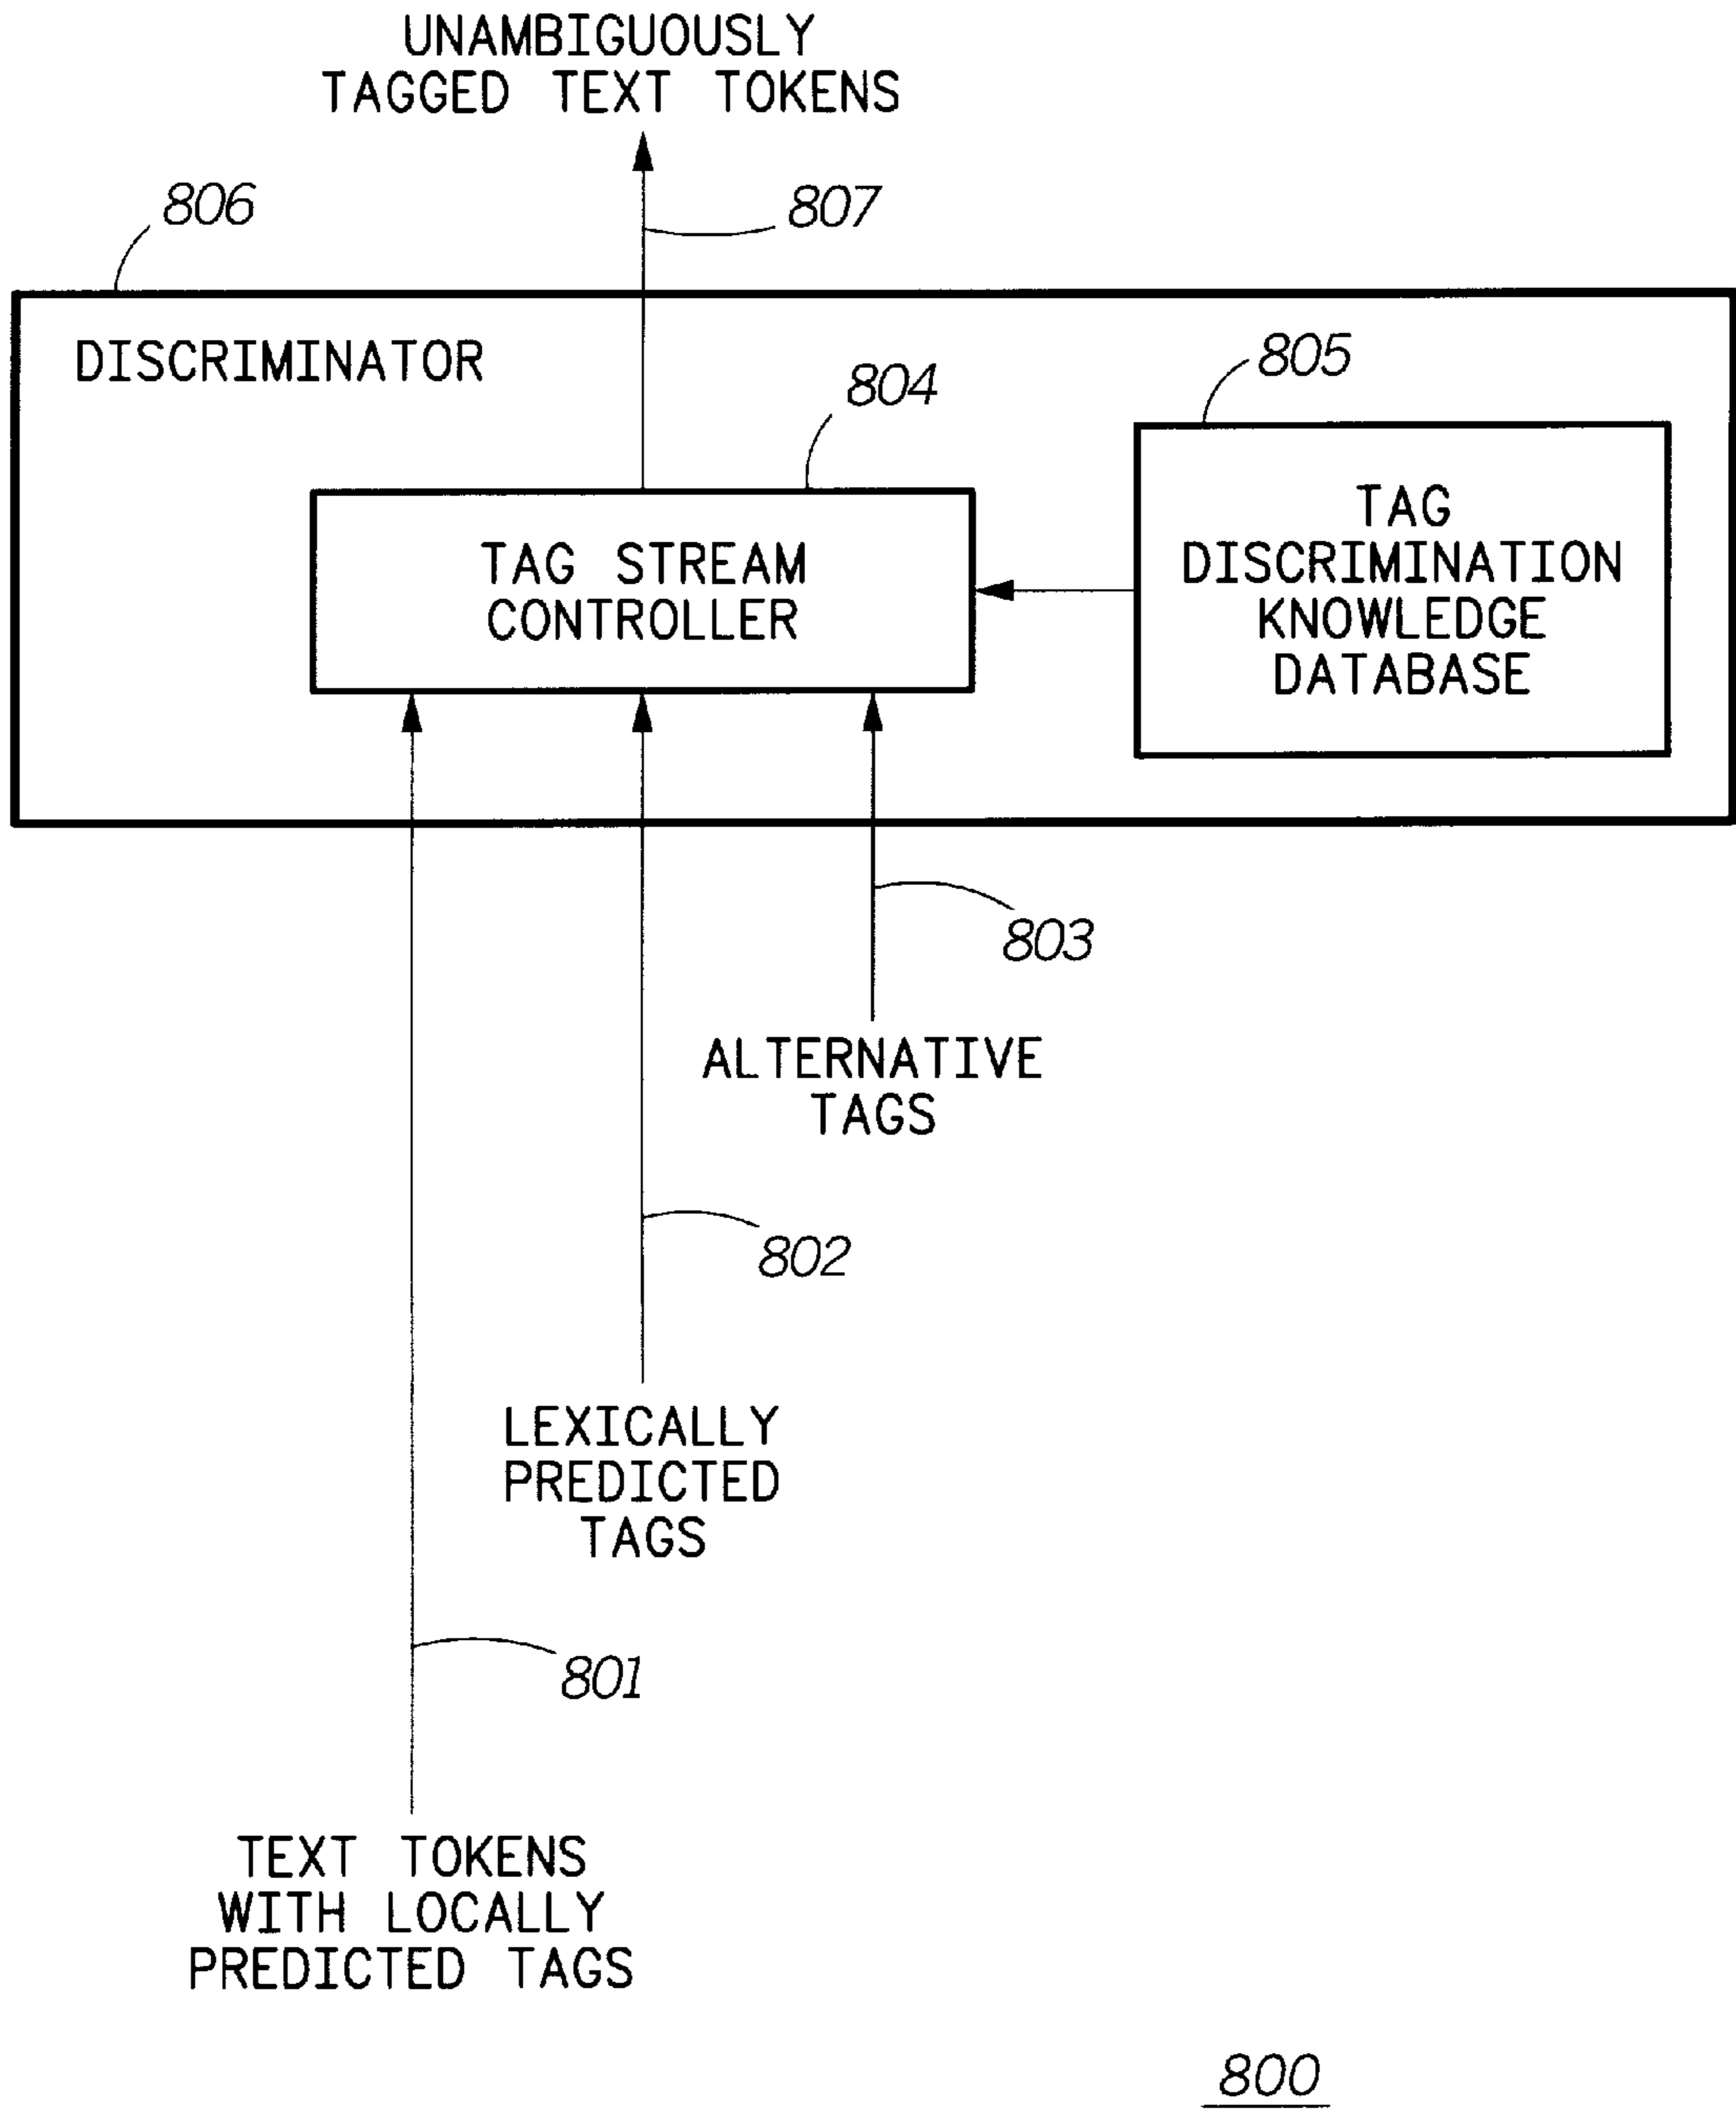 UNAMBIGUOUSLY
TAGGED TEXT TOKENS
806
807
DISCRIMINATOR
805
804
TAG STREAM
CONTROLLER
TAG
DISCRIMINATION
KNOWLEDGE
DATABASE
803
ALTERNATIVE
TAGS
802
LEXICALLY
PREDICTED
TAGS
801
TEXT TOKENS
WITH LOCALLY
PREDICTED TAGS
800